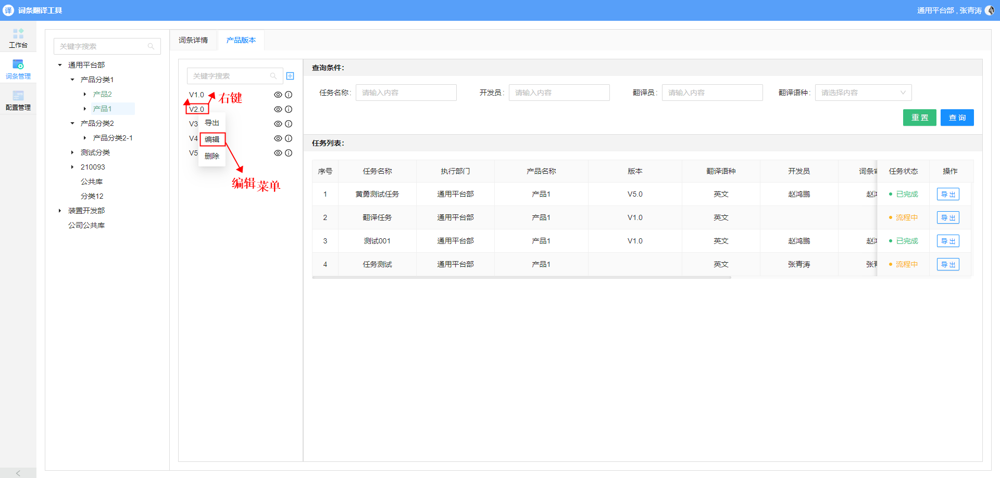 译 词条翻译工具
通用平台部 , 张青涛
工作台
词条管理
配置管理
关键字搜索
通用平台部
产品分类1
产品2
产品1
产品分类2
产品分类2-1
测试分类
210093
公共库
分类12
装置开发部
公司公共库
词条详情 产品版本
关键字搜索
V1.0
V2.0
V3
V4
V5
右键
导出
编辑
删除
编辑菜单
查询条件:
任务名称: 请输入内容 开发员: 请输入内容 翻译员: 请输入内容 翻译语种: 请选择内容
重 置 查 询
任务列表:
序号 任务名称 执行部门 产品名称 版本 翻译语种 开发员 词条 任务状态 操作
1 黄勇测试任务 通用平台部 产品1 V5.0 英文 赵鸿鹏 赵 已完成 导 出
2 翻译任务 通用平台部 产品1 V1.0 英文 流程中 导 出
3 测试001 通用平台部 产品1 V1.0 英文 赵鸿鹏 赵 已完成 导 出
4 任务测试 通用平台部 产品1 英文 张青涛 张 流程中 导 出